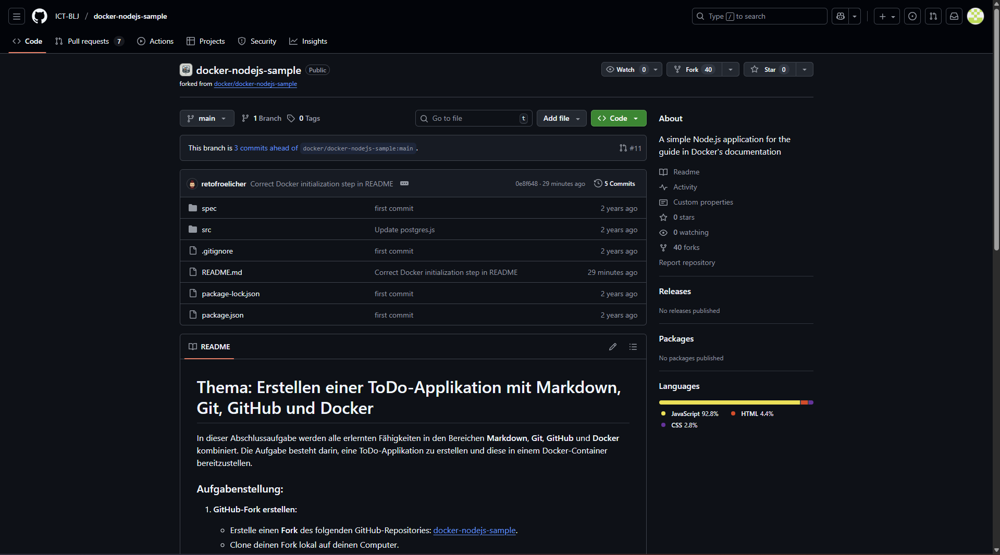 ICT-BLJ / docker-nodejs-sample
Type / to search
Code
Pull requests 7
Actions
Projects
Security
Insights
docker-nodejs-sample Public
forked from docker/docker-nodejs-sample
Watch 0
Fork 40
Star 0
main
1 Branch
0 Tags
Go to file t
Add file
Code
This branch is 3 commits ahead of docker/docker-nodejs-sample:main .
#11
retofroelicher Correct Docker initialization step in README
0e8f648 · 29 minutes ago
5 Commits
spec first commit 2 years ago
src Update postgres.js 2 years ago
.gitignore first commit 2 years ago
README.md Correct Docker initialization step in README 29 minutes ago
package-lock.json first commit 2 years ago
package.json first commit 2 years ago
README
Thema: Erstellen einer ToDo-Applikation mit Markdown,
Git, GitHub und Docker
In dieser Abschlussaufgabe werden alle erlernten Fähigkeiten in den Bereichen Markdown, Git, GitHub und Docker
kombiniert. Die Aufgabe besteht darin, eine ToDo-Applikation zu erstellen und diese in einem Docker-Container
bereitzustellen.
Aufgabenstellung:
1. GitHub-Fork erstellen:
Erstelle einen Fork des folgenden GitHub-Repositories: docker-nodejs-sample.
Clone deinen Fork lokal auf deinen Computer.
About
A simple Node.js application for the
guide in Docker's documentation
Readme
Activity
Custom properties
0 stars
0 watching
40 forks
Report repository
Releases
No releases published
Packages
No packages published
Languages
JavaScript 92.8%
HTML 4.4%
CSS 2.8%